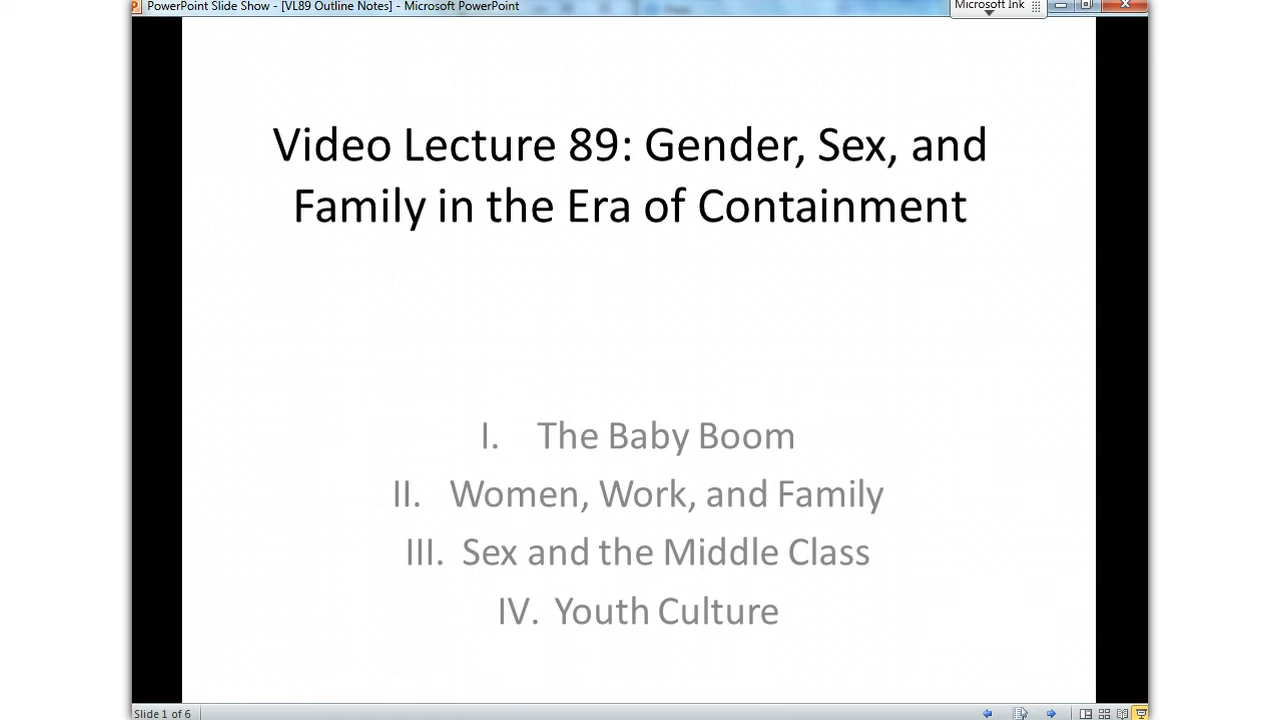 PowerPoint Slide Show - [VL89 Outline Notes] - Microsoft PowerPoint
Microsoft Ink
Video Lecture 89: Gender, Sex, and
Family in the Era of Containment
I. The Baby Boom
II. Women, Work, and Family
III. Sex and the Middle Class
IV. Youth Culture
Slide 1 of 6